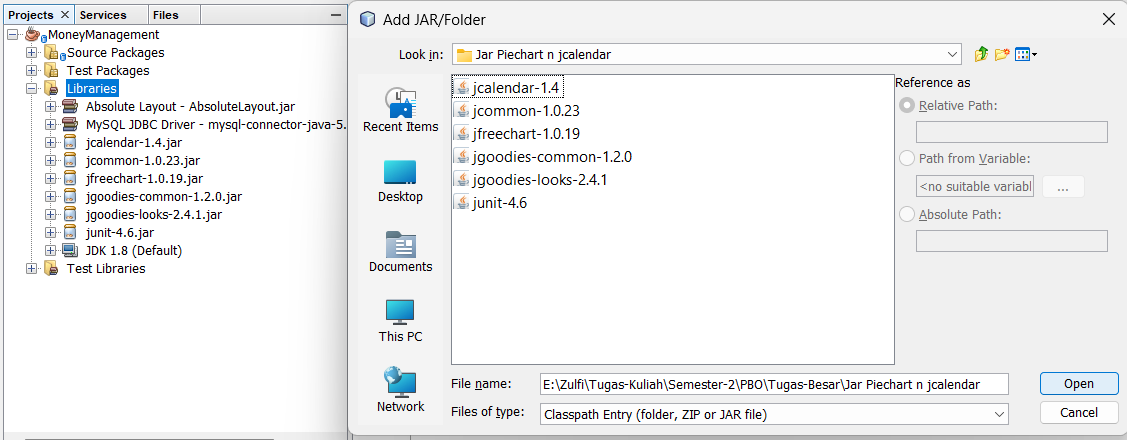 Projects
Services
Files
MoneyManagement
Source Packages
Test Packages
Libraries
Absolute Layout - AbsoluteLayout.jar
MySQL JDBC Driver - mysql-connector-java-5.
jcalendar-1.4.jar
jcommon-1.0.23.jar
jfreechart-1.0.19.jar
jgoodies-common-1.2.0.jar
jgoodies-looks-2.4.1.jar
junit-4.6.jar
JDK 1.8 (Default)
Test Libraries
Add JAR/Folder
Look in: Jar Piechart n jcalendar
Recent Items
Desktop
Documents
This PC
Network
jcalendar-1.4
jcommon-1.0.23
jfreechart-1.0.19
jgoodies-common-1.2.0
jgoodies-looks-2.4.1
junit-4.6
Reference as
Relative Path:
Path from Variable:
<no suitable variabl ...
Absolute Path:
File name: E:\Zulfi\Tugas-Kuliah\Semester-2\PBO\Tugas-Besar\Jar Piechart n jcalendar
Open
Files of type: Classpath Entry (folder, ZIP or JAR file)
Cancel